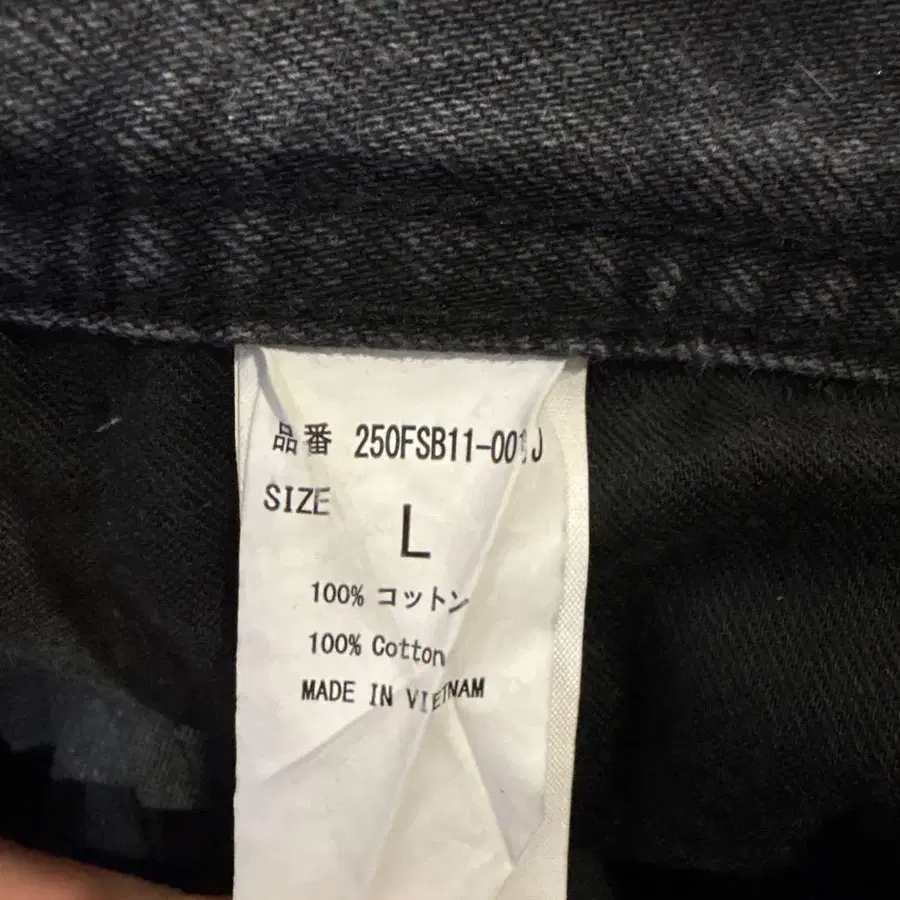 品番 250FSB11-001J
SIZE
L
100% コットン
100% Cotton
MADE IN VIETNAM